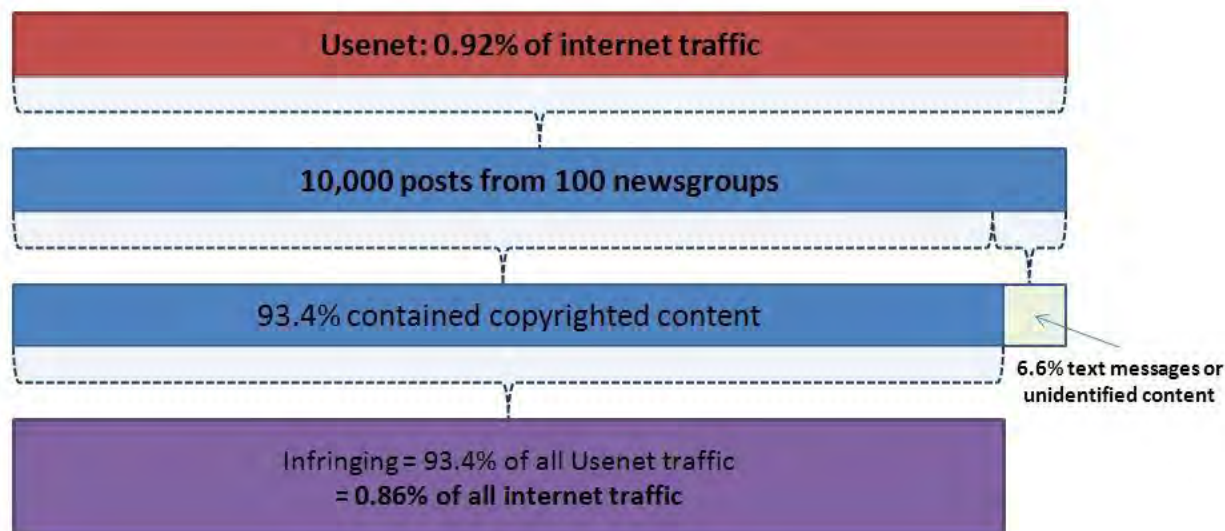 Usenet: 0.92% of internet traffic
10,000 posts from 100 newsgroups
93.4% contained copyrighted content
6.6% text messages or
unidentified content
Infringing = 93.4% of all Usenet traffic
= 0.86% of all internet traffic